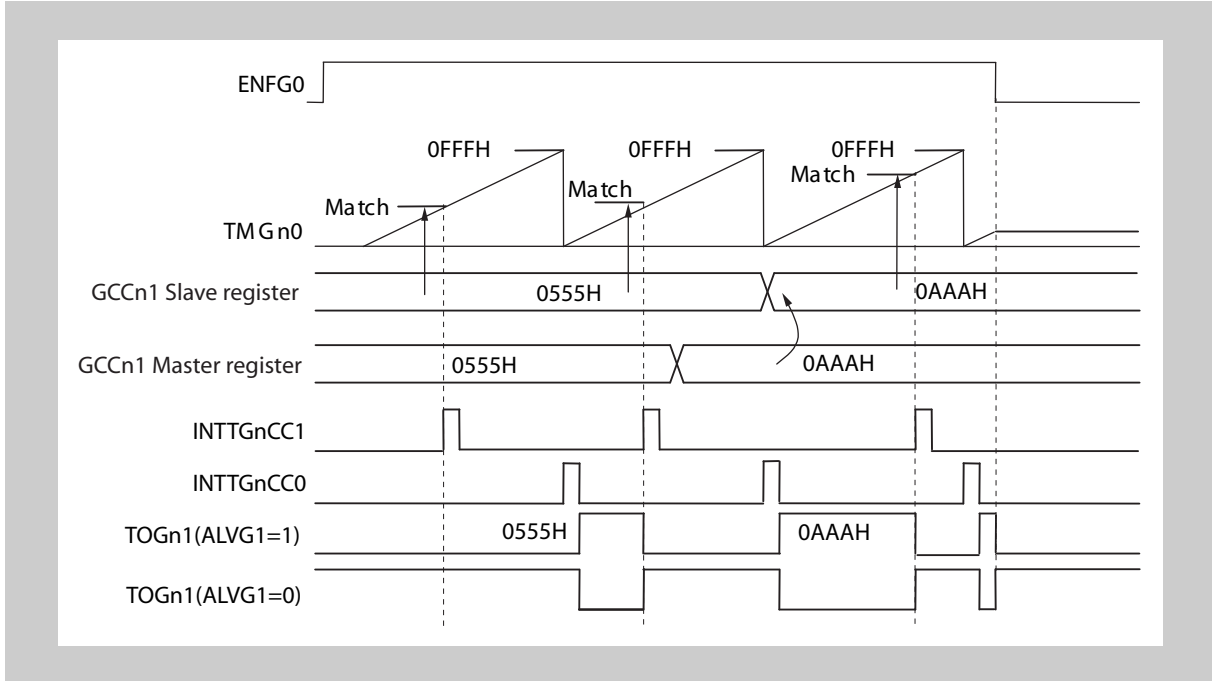 ENFG0
0FFFH 0FFFH 0FFFH
Match Match Match
TMGn0
GCCn1 Slave register 0555H 0AAAH
GCCn1 Master register 0555H 0AAAH
INTTGnCC1
INTTGnCC0
TOGn1(ALVG1=1) 0555H 0AAAH
TOGn1(ALVG1=0)